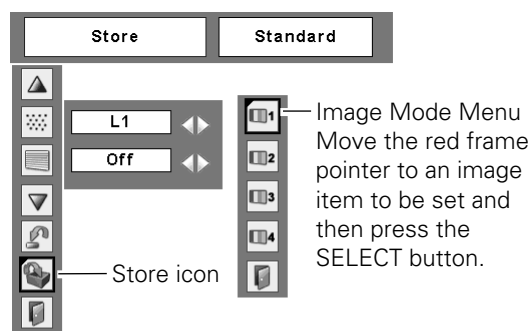 Store
Standard
L1
Off
1
2
3
4
Image Mode Menu
Move the red frame
pointer to an image
item to be set and
then press the
SELECT button.
Store icon